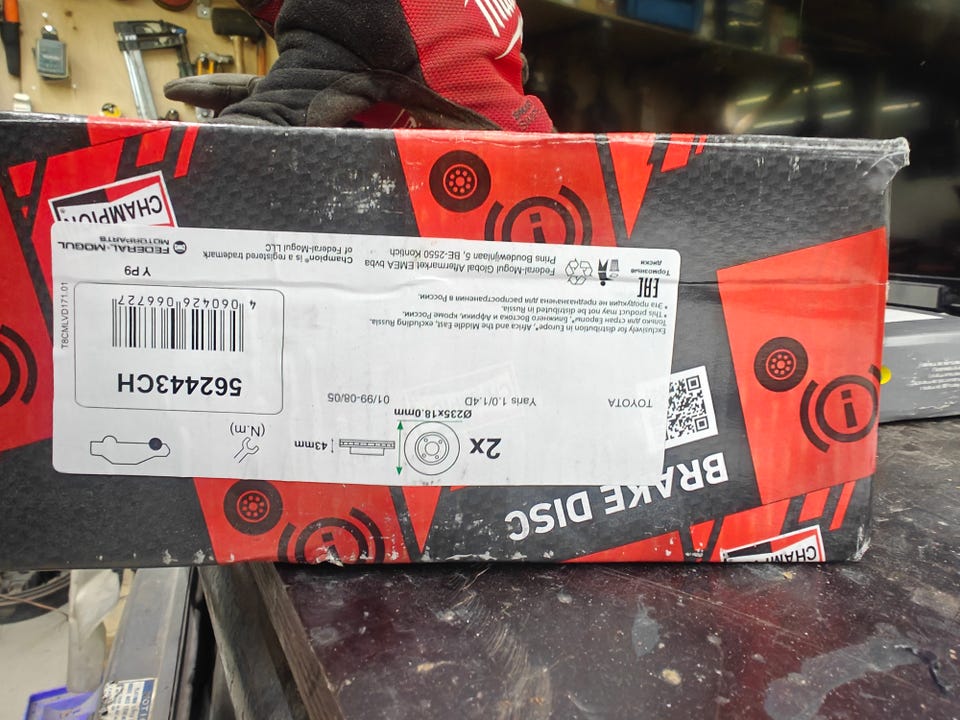 BRAKE DISC
CHAMP
2x
Ø235x18.0mm
43mm
(N.m)
TOYOTA
Yaris 1.0/1.4D
01/99-08/05
562443CH
4 060426 066727
Exclusively for distribution in Europe, Africa and the Middle East, excluding Russia.
Только для стран Европы*, Ближнего Востока и Африки, кроме России.
* This product may not be distributed in Russia
* Эта продукция не предназначена для распространения в России.
EAC
Тормозные
диски
Federal-Mogul Global Aftermarket EMEA bvba
Prins Boudewijnlaan, 5, BE-2550 Kontich
Champion® is a registered trademark
of Federal-Mogul LLC
Y P9
FEDERAL-MOGUL
MOTORPARTS
T8CMLVD171.01
CHAMPION